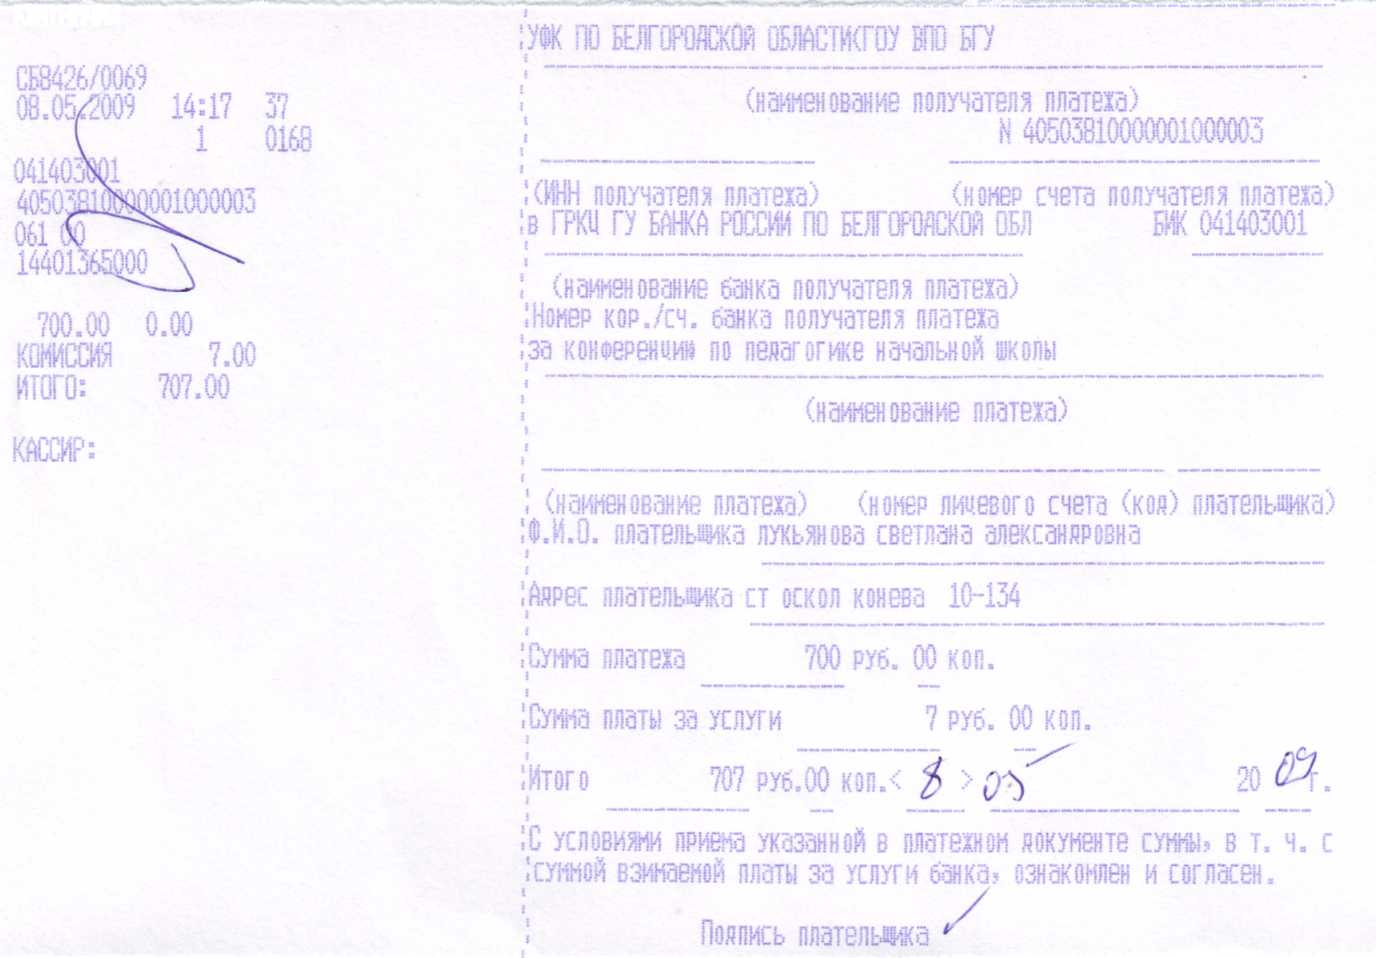 СБ8426/0069
08.05.2009 14:17 37
1 0168
041403001
40503810000001000003
061 00
14401365000
700.00 0.00
КОМИССИЯ 7.00
ИТОГО: 707.00
КАССИР:
УФК ПО БЕЛГОРОДСКОЙ ОБЛАСТИ(ГОУ ВПО БГУ
(наименование получателя платежа)
N 40503810000001000003
(ИНН получателя платежа) (номер счета получателя платежа)
в ГРКЦ ГУ БАНКА РОССИИ ПО БЕЛГОРОДСКОЙ ОБЛ БИК 041403001
(наименование банка получателя платежа)
Номер кор./сч. банка получателя платежа
за конференцию по педагогике начальной школы
(наименование платежа)
(наименование платежа) (номер лицевого счета (код) плательщика)
Ф.И.О. плательщика лукьянова светлана александровна
Адрес плательщика ст оскол конева 10-134
Сумма платежа 700 руб. 00 коп.
Сумма платы за услуги 7 руб. 00 коп.
Итого 707 руб.00 коп.< 8 > 05 20 09 г.
С условиями приема указанной в платежном документе суммы, в т. ч. с
суммой взимаемой платы за услуги банка, ознакомлен и согласен.
Подпись плательщика